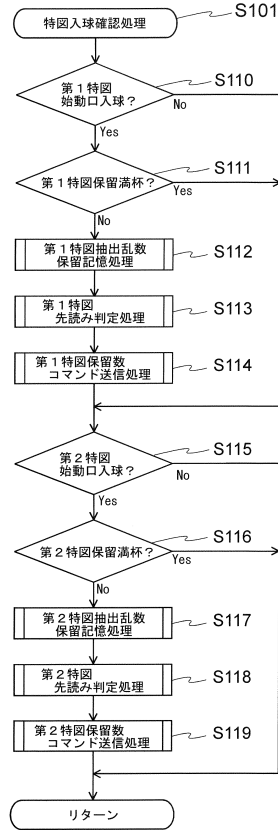 特図入球確認処理
S101
第１特図
始動口入球？
S110
No
Yes
第１特図保留満杯？
S111
Yes
No
第１特図抽出乱数
保留記憶処理
S112
第１特図
先読み判定処理
S113
第１特図保留数
コマンド送信処理
S114
第２特図
始動口入球？
S115
No
Yes
第２特図保留満杯？
S116
Yes
No
第２特図抽出乱数
保留記憶処理
S117
第２特図
先読み判定処理
S118
第２特図保留数
コマンド送信処理
S119
リターン